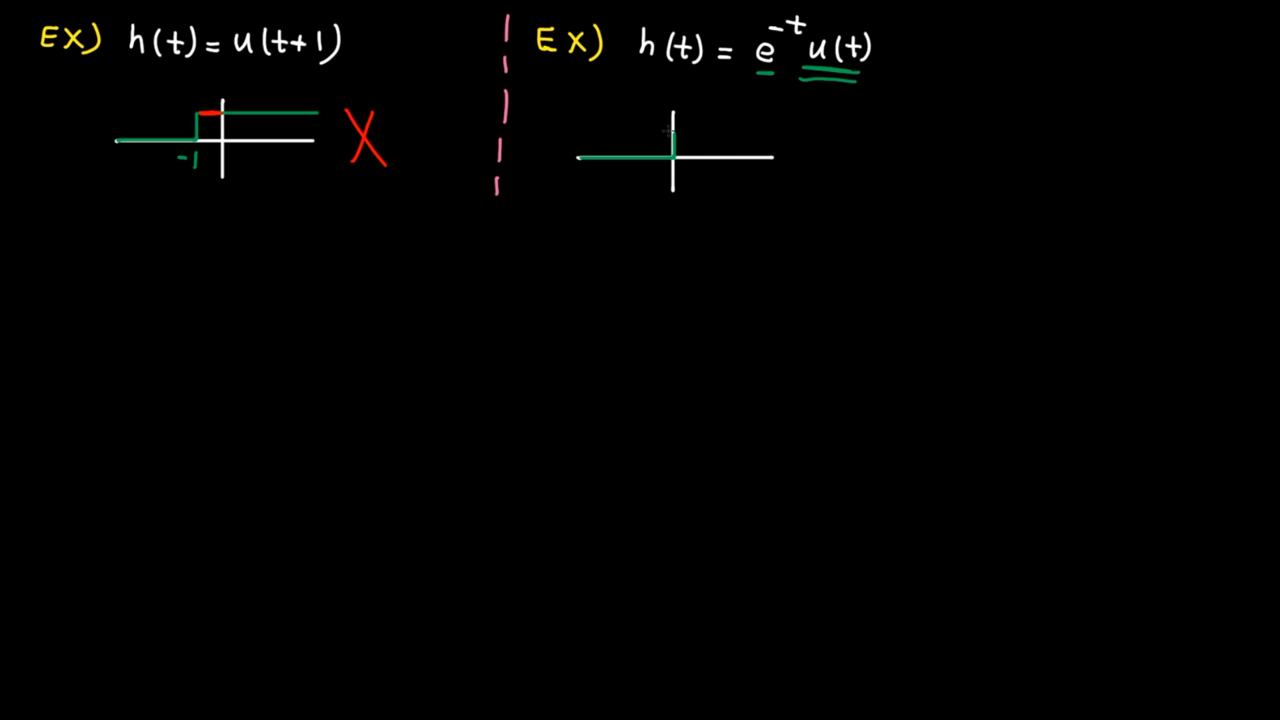 EX) h(t) = u(t+1)
-1
EX) h(t) = e^-t u(t)